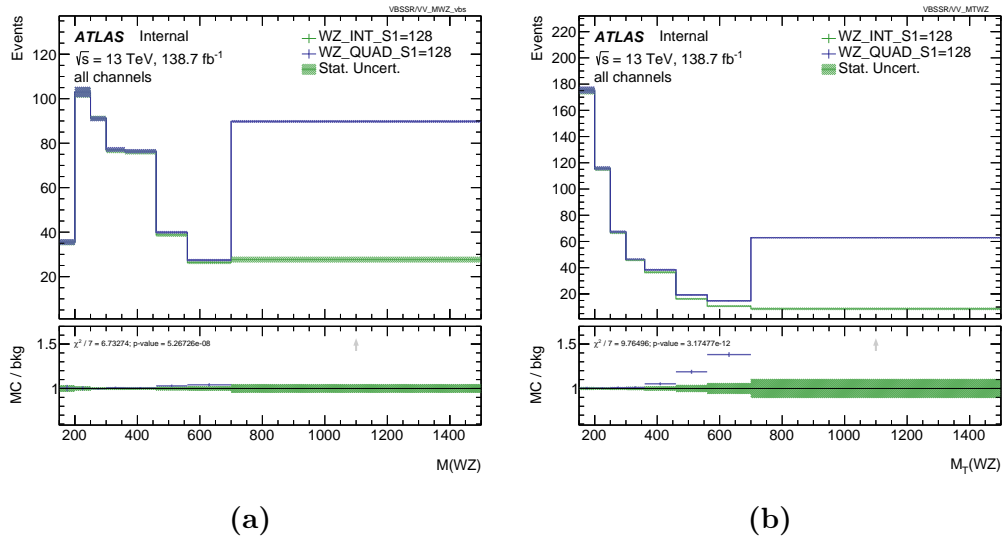 VBSSR/VV_MWZ_vbs
Events
ATLAS Internal
√s = 13 TeV, 138.7 fb⁻¹
all channels
WZ_INT_S1=128
WZ_QUAD_S1=128
Stat. Uncert.
120
100
80
60
40
20
MC / bkg
χ² / 7 = 6.73274; p-value = 5.26726e-08
1.5
1
200 400 600 800 1000 1200 1400
M(WZ)
(a)
VBSSR/VV_MTWZ
Events
ATLAS Internal
√s = 13 TeV, 138.7 fb⁻¹
all channels
WZ_INT_S1=128
WZ_QUAD_S1=128
Stat. Uncert.
220
200
180
160
140
120
100
80
60
40
20
MC / bkg
χ² / 7 = 9.76496; p-value = 3.17477e-12
1.5
1
200 400 600 800 1000 1200 1400
M_T(WZ)
(b)